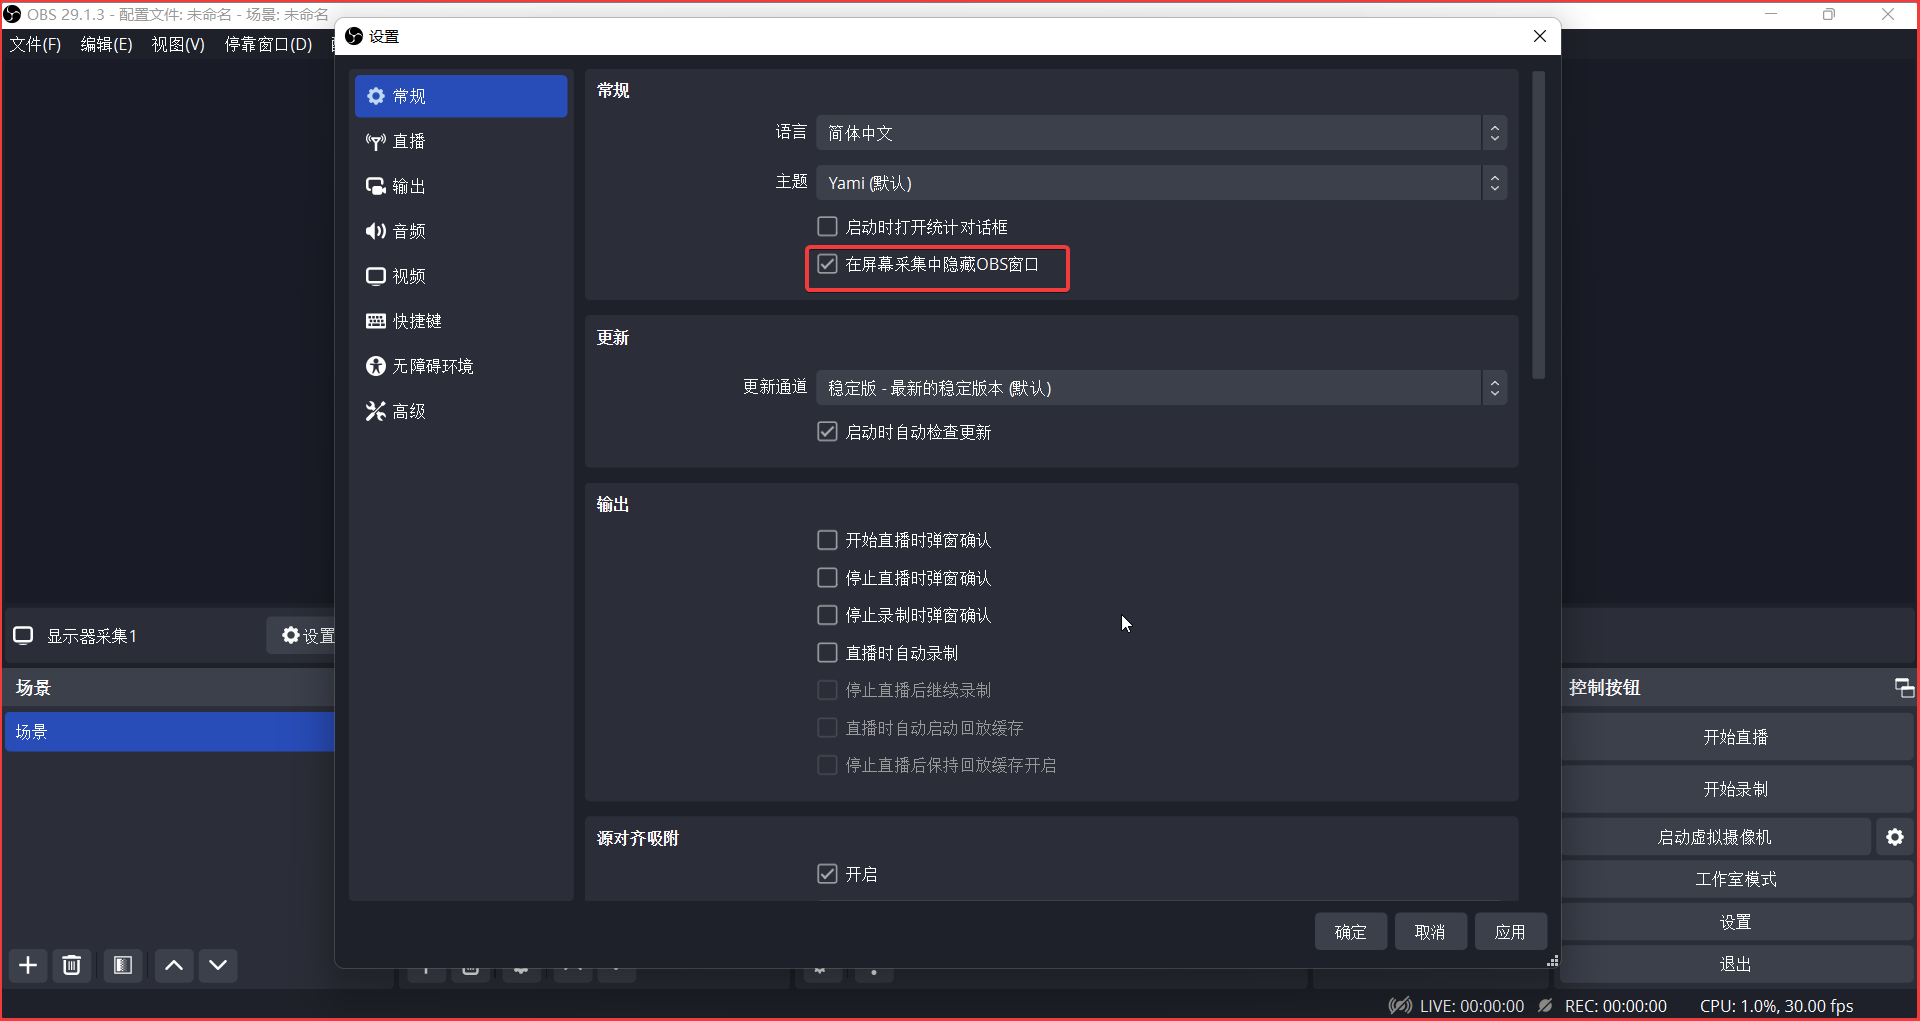 OBS 29.1.3 - 配置文件: 未命名 - 场景: 未命名
文件(F) 编辑(E) 视图(V) 停靠窗口(D)
设置
常规
直播
输出
音频
视频
快捷键
无障碍环境
高级
常规
语言 简体中文
主题 Yami (默认)
启动时打开统计对话框
在屏幕采集中隐藏OBS窗口
更新
更新通道 稳定版 - 最新的稳定版本 (默认)
启动时自动检查更新
输出
开始直播时弹窗确认
停止直播时弹窗确认
停止录制时弹窗确认
直播时自动录制
停止直播后继续录制
直播时自动启动回放缓存
停止直播后保持回放缓存开启
源对齐吸附
开启
确定 取消 应用
显示器采集1 设置
场景
场景
控制按钮
开始直播
开始录制
启动虚拟摄像机
工作室模式
设置
退出
LIVE: 00:00:00 REC: 00:00:00 CPU: 1.0%, 30.00 fps